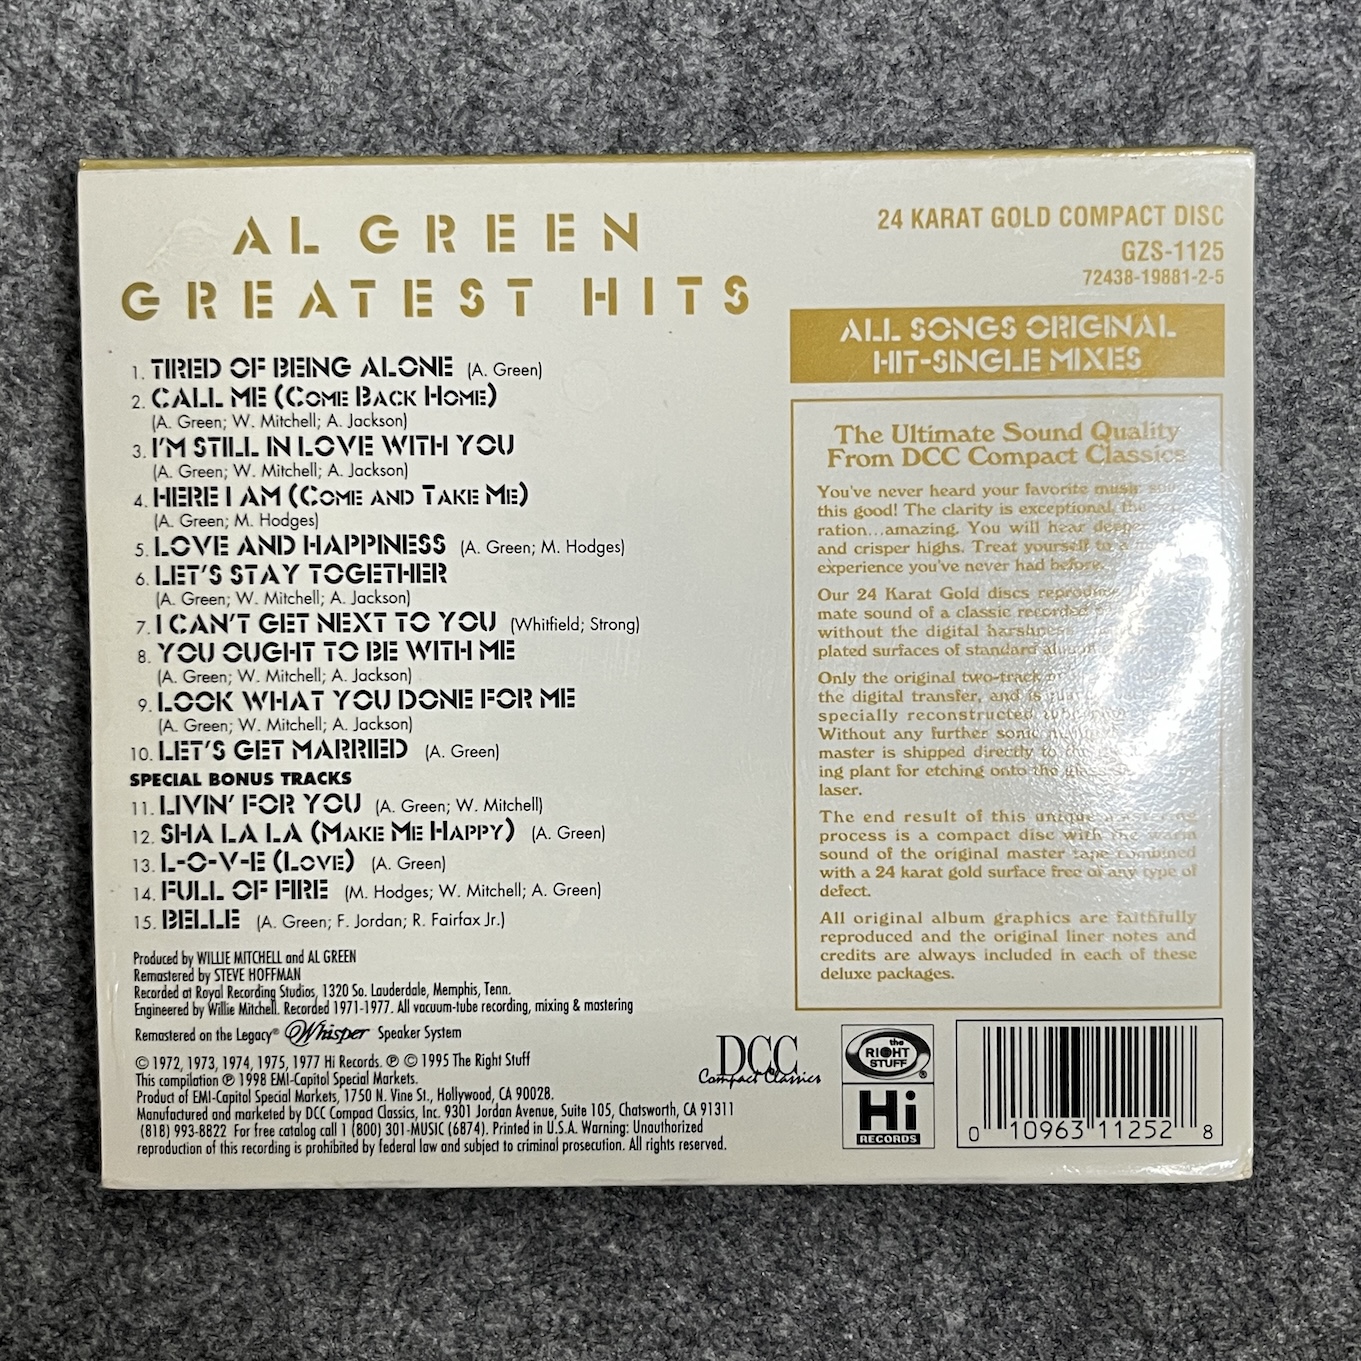 AL GREEN
GREATEST HITS
1. TIRED OF BEING ALONE (A. Green)
2. CALL ME (COME BACK HOME)
(A. Green; W. Mitchell; A. Jackson)
3. I'M STILL IN LOVE WITH YOU
(A. Green; W. Mitchell; A. Jackson)
4. HERE I AM (COME AND TAKE ME)
(A. Green; M. Hodges)
5. LOVE AND HAPPINESS (A. Green; M. Hodges)
6. LET'S STAY TOGETHER
(A. Green; W. Mitchell; A. Jackson)
7. I CAN'T GET NEXT TO YOU (Whitfield; Strong)
8. YOU OUGHT TO BE WITH ME
(A. Green; W. Mitchell; A. Jackson)
9. LOOK WHAT YOU DONE FOR ME
(A. Green; W. Mitchell; A. Jackson)
10. LET'S GET MARRIED (A. Green)
SPECIAL BONUS TRACKS
11. LIVIN' FOR YOU (A. Green; W. Mitchell)
12. SHA LA LA (MAKE ME HAPPY) (A. Green)
13. L-O-V-E (LOVE) (A. Green)
14. FULL OF FIRE (M. Hodges; W. Mitchell; A. Green)
15. BELLE (A. Green; F. Jordan; R. Fairfax Jr.)
Produced by WILLIE MITCHELL and AL GREEN
Remastered by STEVE HOFFMAN
Recorded at Royal Recording Studios, 1320 So. Lauderdale, Memphis, Tenn.
Engineered by Willie Mitchell. Recorded 1971-1977. All vacuum-tube recording, mixing & mastering
Remastered on the Legacy® Whisper Speaker System
© 1972, 1973, 1974, 1975, 1977 Hi Records. ℗ © 1995 The Right Stuff
This compilation ℗ 1998 EMI-Capitol Special Markets.
Product of EMI-Capitol Special Markets, 1750 N. Vine St., Hollywood, CA 90028.
Manufactured and marketed by DCC Compact Classics, Inc. 9301 Jordan Avenue, Suite 105, Chatsworth, CA 91311
(818) 993-8822 For free catalog call 1 (800) 301-MUSIC (6874). Printed in U.S.A. Warning: Unauthorized
reproduction of this recording is prohibited by federal law and subject to criminal prosecution. All rights reserved.
24 KARAT GOLD COMPACT DISC
GZS-1125
72438-19881-2-5
ALL SONGS ORIGINAL
HIT-SINGLE MIXES
The Ultimate Sound Quality
From DCC Compact Classics
You've never heard your favorite music
this good! The clarity is exceptional, the
ration...amazing. You will hear deeper
and crisper highs. Treat yourself to a
experience you've never had before.
Our 24 Karat Gold discs reproduce
mate sound of a classic recorded
without the digital harshness
plated surfaces of standard
Only the original two-track
the digital transfer, and is
specially reconstructed
Without any further sonic
master is shipped directly to the
ing plant for etching onto the glass
laser.
The end result of this unique
process is a compact disc with the warm
sound of the original master tape combined
with a 24 karat gold surface free of any type of
defect.
All original album graphics are faithfully
reproduced and the original liner notes and
credits are always included in each of these
deluxe packages.
DCC
Compact Classics
the
RIGHT
STUFF
®
Hi
RECORDS
0 10963 11252 8